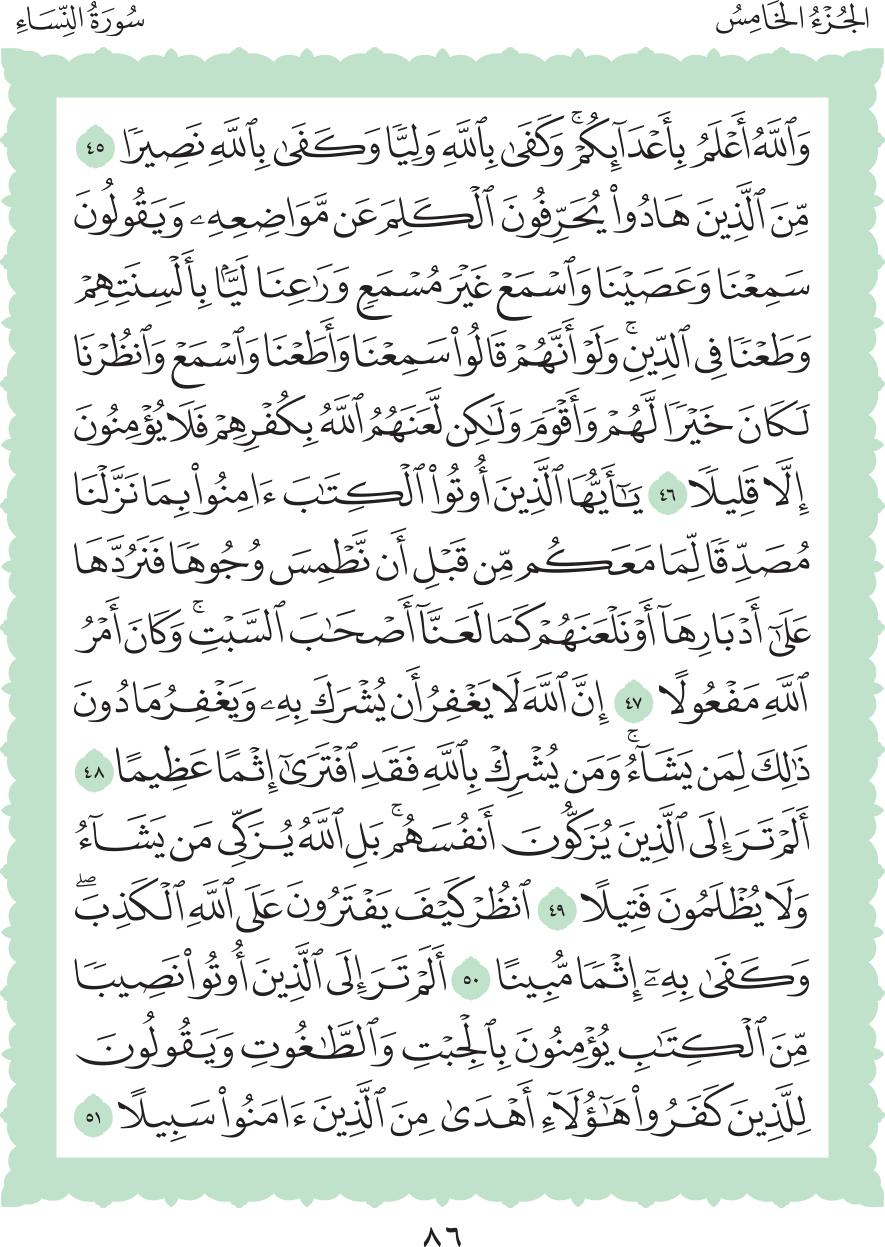 الجُزْءُ الخَامِسُ
سُورَةُ النِّسَاءِ
وَٱللَّهُ أَعۡلَمُ بِأَعۡدَآئِكُمۡۚ وَكَفَىٰ بِٱللَّهِ وَلِيّٗا وَكَفَىٰ بِٱللَّهِ نَصِيرٗا ٤٥
مِّنَ ٱلَّذِينَ هَادُواْ يُحَرِّفُونَ ٱلۡكَلِمَ عَن مَّوَاضِعِهِۦ وَيَقُولُونَ
سَمِعۡنَا وَعَصَيۡنَا وَٱسۡمَعۡ غَيۡرَ مُسۡمَعٖ وَرَٰعِنَا لَيَّۢا بِأَلۡسِنَتِهِمۡ
وَطَعۡنٗا فِي ٱلدِّينِۚ وَلَوۡ أَنَّهُمۡ قَالُواْ سَمِعۡنَا وَأَطَعۡنَا وَٱسۡمَعۡ وَٱنظُرۡنَا
لَكَانَ خَيۡرٗا لَّهُمۡ وَأَقۡوَمَ وَلَٰكِن لَّعَنَهُمُ ٱللَّهُ بِكُفۡرِهِمۡ فَلَا يُؤۡمِنُونَ
إِلَّا قَلِيلٗا ٤٦ يَٰٓأَيُّهَا ٱلَّذِينَ أُوتُواْ ٱلۡكِتَٰبَ ءَامِنُواْ بِمَا نَزَّلۡنَا
مُصَدِّقٗا لِّمَا مَعَكُم مِّن قَبۡلِ أَن نَّطۡمِسَ وُجُوهٗا فَنَرُدَّهَا
عَلَىٰٓ أَدۡبَارِهَآ أَوۡ نَلۡعَنَهُمۡ كَمَا لَعَنَّآ أَصۡحَٰبَ ٱلسَّبۡتِۚ وَكَانَ أَمۡرُ
ٱللَّهِ مَفۡعُولًا ٤٧ إِنَّ ٱللَّهَ لَا يَغۡفِرُ أَن يُشۡرَكَ بِهِۦ وَيَغۡفِرُ مَا دُونَ
ذَٰلِكَ لِمَن يَشَآءُۚ وَمَن يُشۡرِكۡ بِٱللَّهِ فَقَدِ ٱفۡتَرَىٰٓ إِثۡمًا عَظِيمًا ٤٨
أَلَمۡ تَرَ إِلَى ٱلَّذِينَ يُزَكُّونَ أَنفُسَهُمۚ بَلِ ٱللَّهُ يُزَكِّي مَن يَشَآءُ
وَلَا يُظۡلَمُونَ فَتِيلًا ٤٩ ٱنظُرۡ كَيۡفَ يَفۡتَرُونَ عَلَى ٱللَّهِ ٱلۡكَذِبَۖ
وَكَفَىٰ بِهِۦٓ إِثۡمٗا مُّبِينًا ٥٠ أَلَمۡ تَرَ إِلَى ٱلَّذِينَ أُوتُواْ نَصِيبٗا
مِّنَ ٱلۡكِتَٰبِ يُؤۡمِنُونَ بِٱلۡجِبۡتِ وَٱلطَّٰغُوتِ وَيَقُولُونَ
لِلَّذِينَ كَفَرُواْ هَٰٓؤُلَآءِ أَهۡدَىٰ مِنَ ٱلَّذِينَ ءَامَنُواْ سَبِيلًا ٥١
٨٦